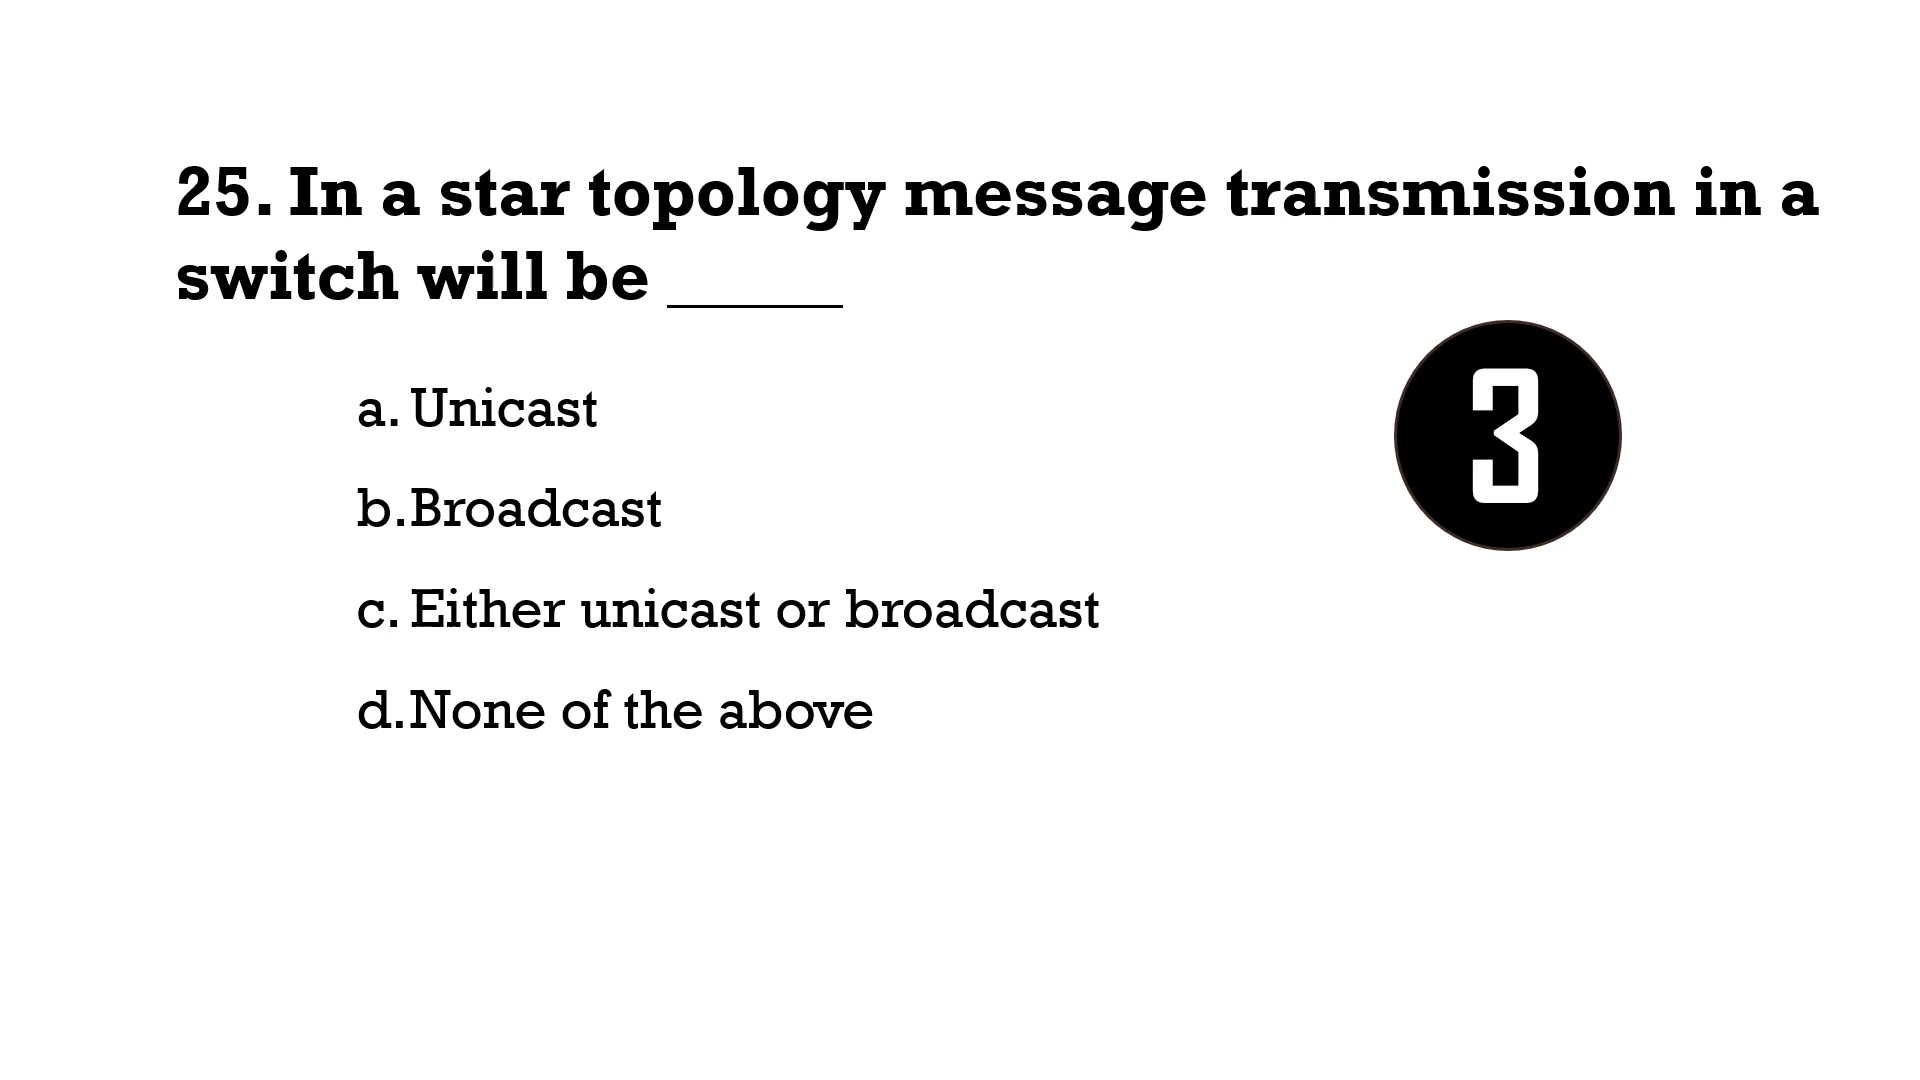 25. In a star topology message transmission in a
switch will be _____
a. Unicast
3
b. Broadcast
c. Either unicast or broadcast
d. None of the above